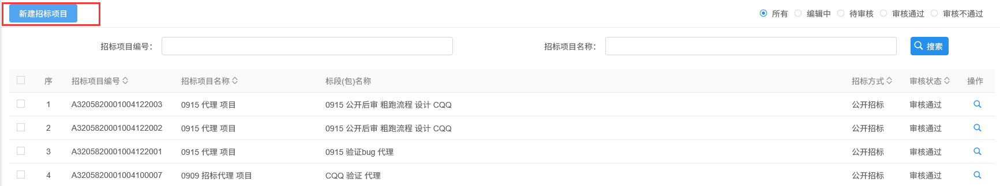 新建招标项目 所有 编辑中 待审核 审核通过 审核不通过
招标项目编号： 招标项目名称： 搜索
序 招标项目编号 招标项目名称 标段(包)名称 招标方式 审核状态 操作
1 A3205820001004122003 0915 代理 项目 0915 公开后审 粗跑流程 设计 CQQ 公开招标 审核通过
2 A3205820001004122002 0915 代理 项目 0915 公开后审 粗跑流程 设计 CQQ 公开招标 审核通过
3 A3205820001004122001 0915 代理 项目 0915 验证bug 代理 公开招标 审核通过
4 A3205820001004100007 0909 招标代理 项目 CQQ 验证 代理 公开招标 审核通过